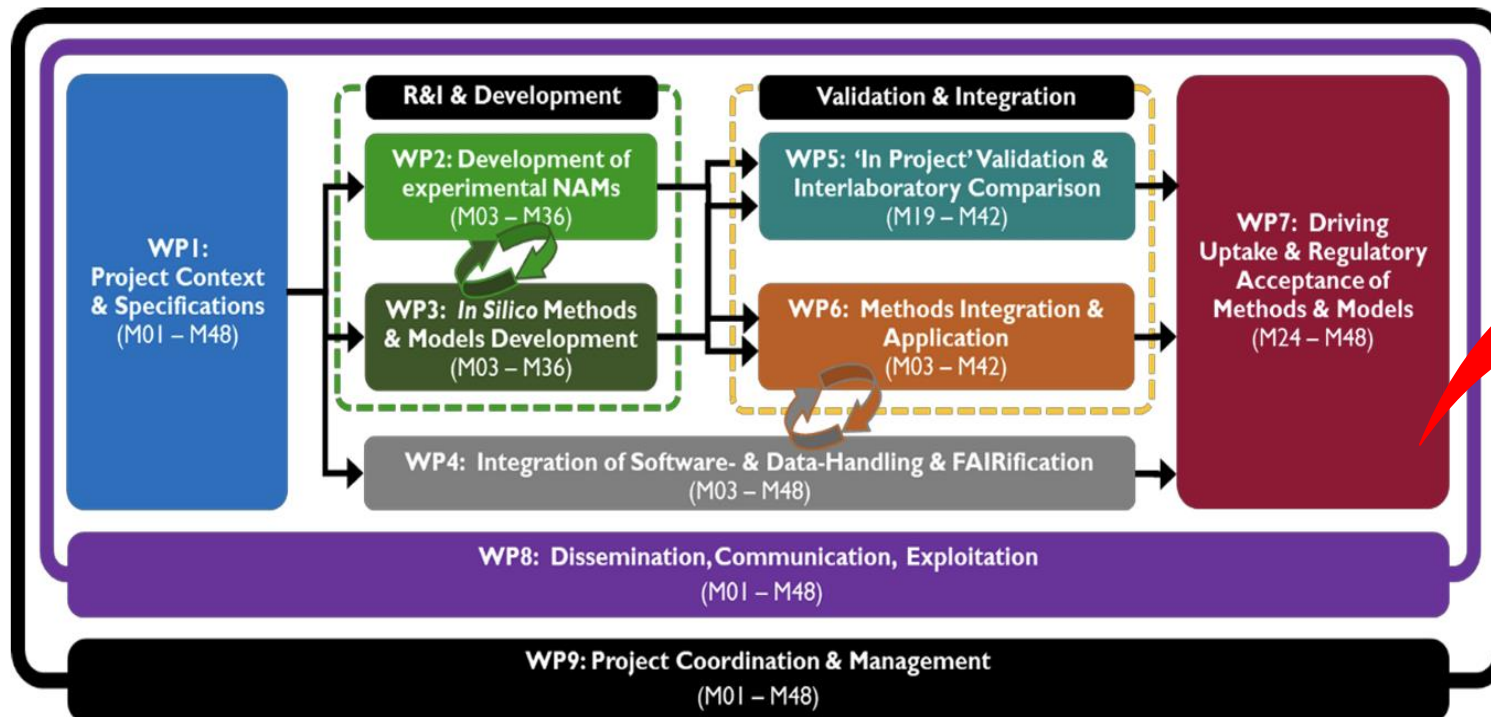 R&I & Development
Validation & Integration
WP1:
Project Context
& Specifications
(M01 – M48)
WP2: Development of
experimental NAMs
(M03 – M36)
WP3: In Silico Methods
& Models Development
(M03 – M36)
WP5: ‘In Project’ Validation &
Interlaboratory Comparison
(M19 – M42)
WP6: Methods Integration &
Application
(M03 – M42)
WP4: Integration of Software- & Data-Handling & FAIRification
(M03 – M48)
WP7: Driving
Uptake & Regulatory
Acceptance of
Methods & Models
(M24 – M48)
WP8: Dissemination, Communication, Exploitation
(M01 – M48)
WP9: Project Coordination & Management
(M01 – M48)